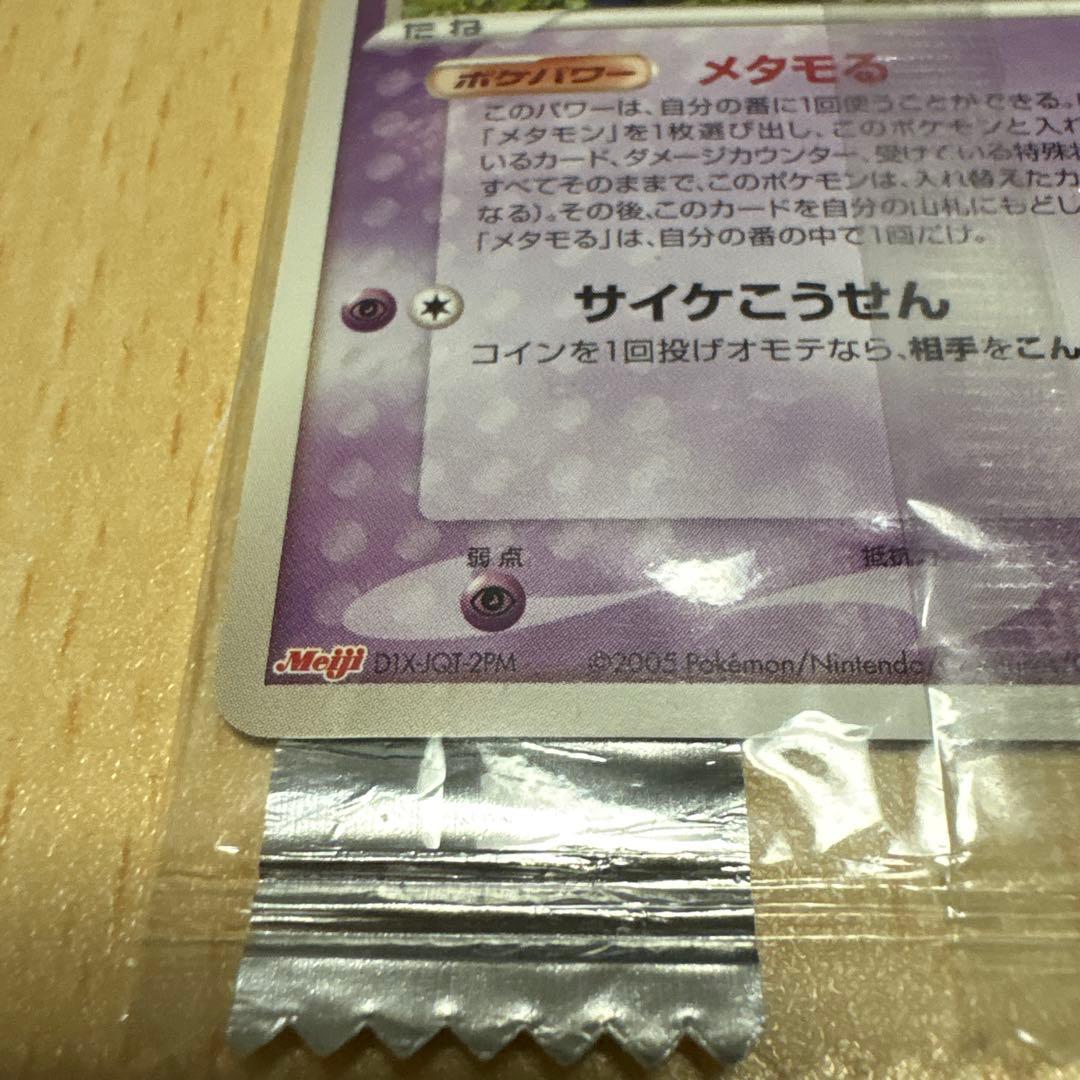 たね
ポケパワー メタモる
このパワーは、自分の番に1回使うことができる。
「メタモン」を1枚選び出し、このポケモンと入れ
いるカード、ダメージカウンター、受けている特殊状
すべてそのままで、このポケモンは、入れ替えたカ
なる)。その後、このカードを自分の山札にもどし
「メタモる」は、自分の番の中で1回だけ。
サイケこうせん
コインを1回投げオモテなら、相手をこん
弱点 抵抗力
Meiji D1X-JQT-2PM ©2005 Pokémon/Nintendo